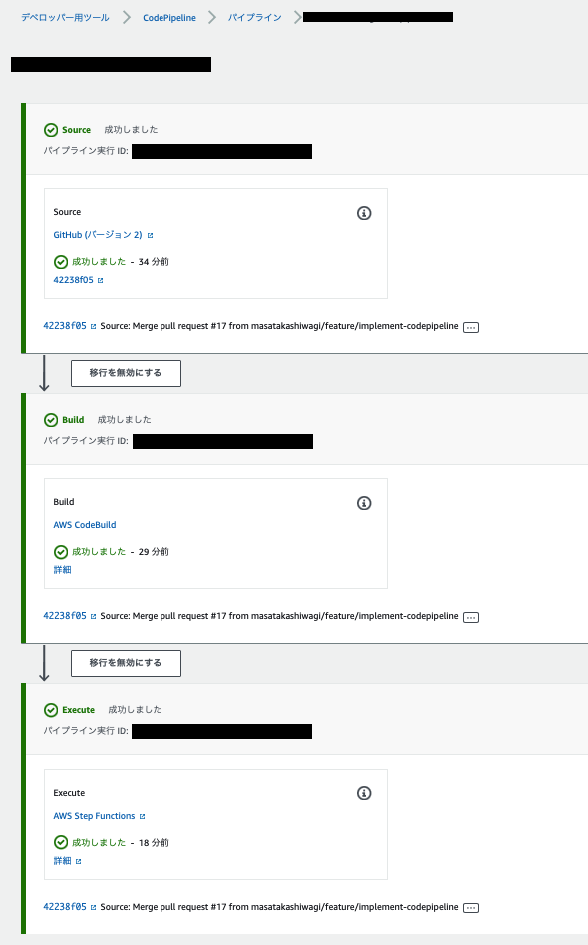 デベロッパー用ツール CodePipeline パイプライン
Source 成功しました
パイプライン実行 ID:
Source
GitHub (バージョン 2)
成功しました - 34 分前
42238f05
42238f05 Source: Merge pull request #17 from masatakashiwagi/feature/implement-codepipeline
移行を無効にする
Build 成功しました
パイプライン実行 ID:
Build
AWS CodeBuild
成功しました - 29 分前
詳細
42238f05 Source: Merge pull request #17 from masatakashiwagi/feature/implement-codepipeline
移行を無効にする
Execute 成功しました
パイプライン実行 ID:
Execute
AWS Step Functions
成功しました - 18 分前
詳細
42238f05 Source: Merge pull request #17 from masatakashiwagi/feature/implement-codepipeline